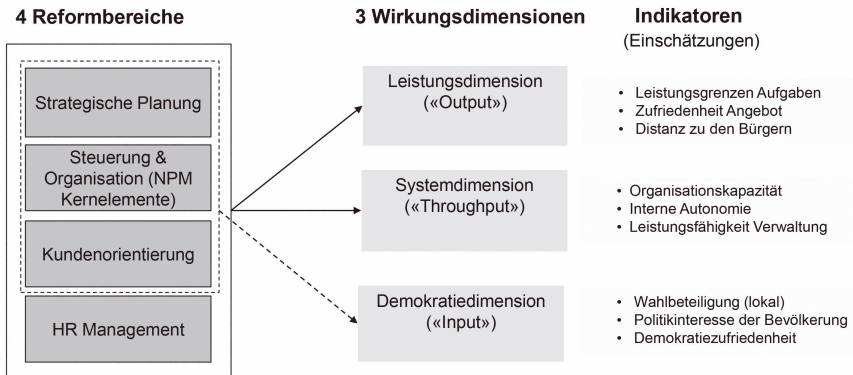 4 Reformbereiche
Strategische Planung
Steuerung &
Organisation (NPM
Kernelemente)
Kundenorientierung
HR Management
3 Wirkungsdimensionen
Leistungsdimension
(«Output»)
Systemdimension
(«Throughput»)
Demokratiedimension
(«Input»)
Indikatoren
(Einschätzungen)
• Leistungsgrenzen Aufgaben
• Zufriedenheit Angebot
• Distanz zu den Bürgern
• Organisationskapazität
• Interne Autonomie
• Leistungsfähigkeit Verwaltung
• Wahlbeteiligung (lokal)
• Politikinteresse der Bevölkerung
• Demokratiezufriedenheit